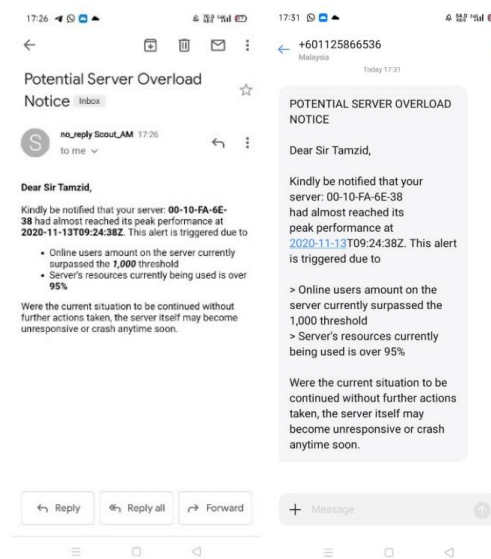 17:26
Potential Server Overload
Notice Inbox
S
no_reply Scout_AM 17:26
to me
Dear Sir Tamzid,
Kindly be notified that your server: 00-10-FA-6E-
38 had almost reached its peak performance at
2020-11-13T09:24:38Z. This alert is triggered due to
• Online users amount on the server currently
surpassed the 1,000 threshold
• Server's resources currently being used is over
95%
Were the current situation to be continued without
further actions taken, the server itself may become
unresponsive or crash anytime soon.
Reply
Reply all
Forward
17:31
+601125866536
Malaysia
Today 17:31
POTENTIAL SERVER OVERLOAD
NOTICE
Dear Sir Tamzid,
Kindly be notified that your
server: 00-10-FA-6E-38
had almost reached its
peak performance at
2020-11-13T09:24:38Z. This alert
is triggered due to
> Online users amount on the
server currently surpassed the
1,000 threshold
> Server's resources currently
being used is over 95%
Were the current situation to be
continued without further actions
taken, the server itself may
become unresponsive or crash
anytime soon.
Message